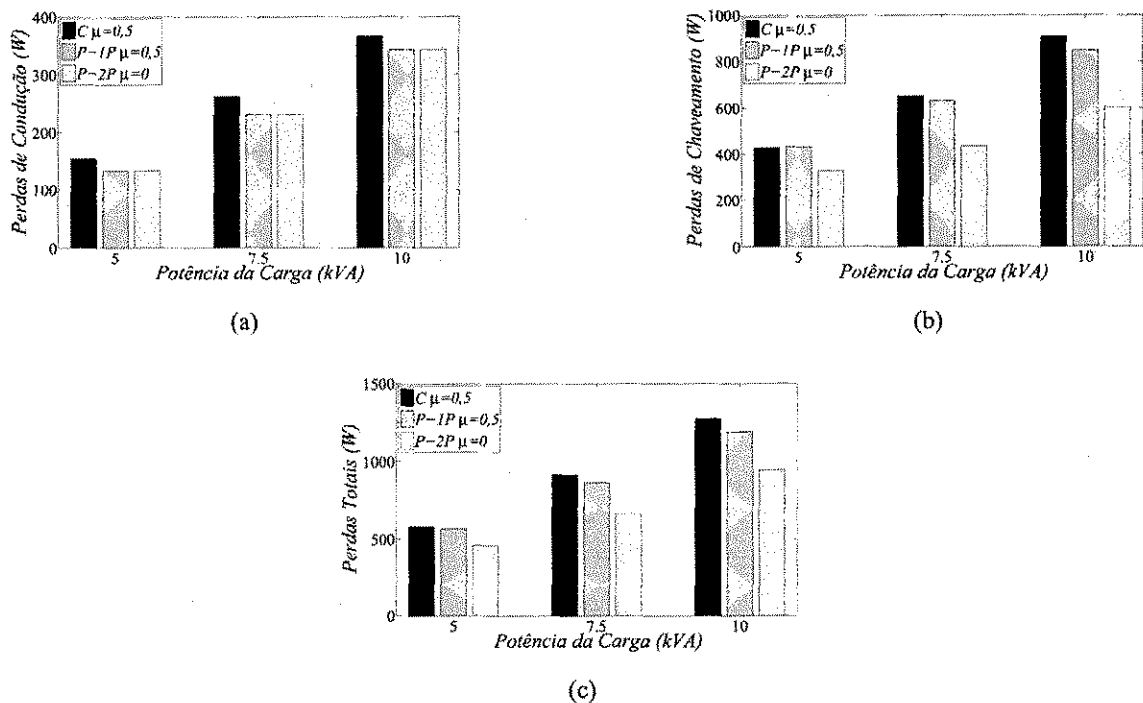 Perdas de Condução (W)
400
300
200
100
0
C μ=0,5
P-1P μ=0,5
P-2P μ=0
5
7.5
10
Potência da Carga (kVA)
(a)
Perdas de Chaveamento (W)
1000
800
600
400
200
0
C μ=0.5
P-1P μ=0,5
P-2P μ=0
5
7.5
10
Potência da Carga (kVA)
(b)
Perdas Totais (W)
1500
1000
500
0
C μ=0,5
P-1P μ=0,5
P-2P μ=0
5
7.5
10
Potência da Carga (kVA)
(c)